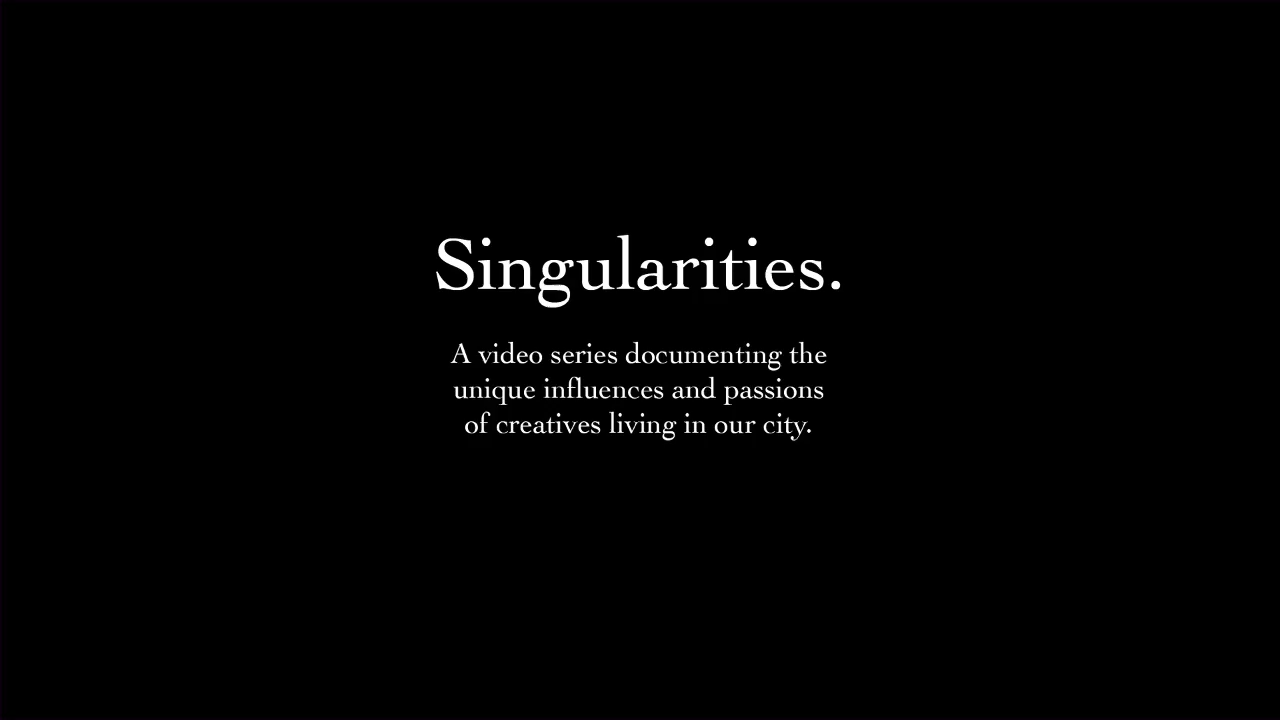 Singularities.
A video series documenting the
unique influences and passions
of creatives living in our city.